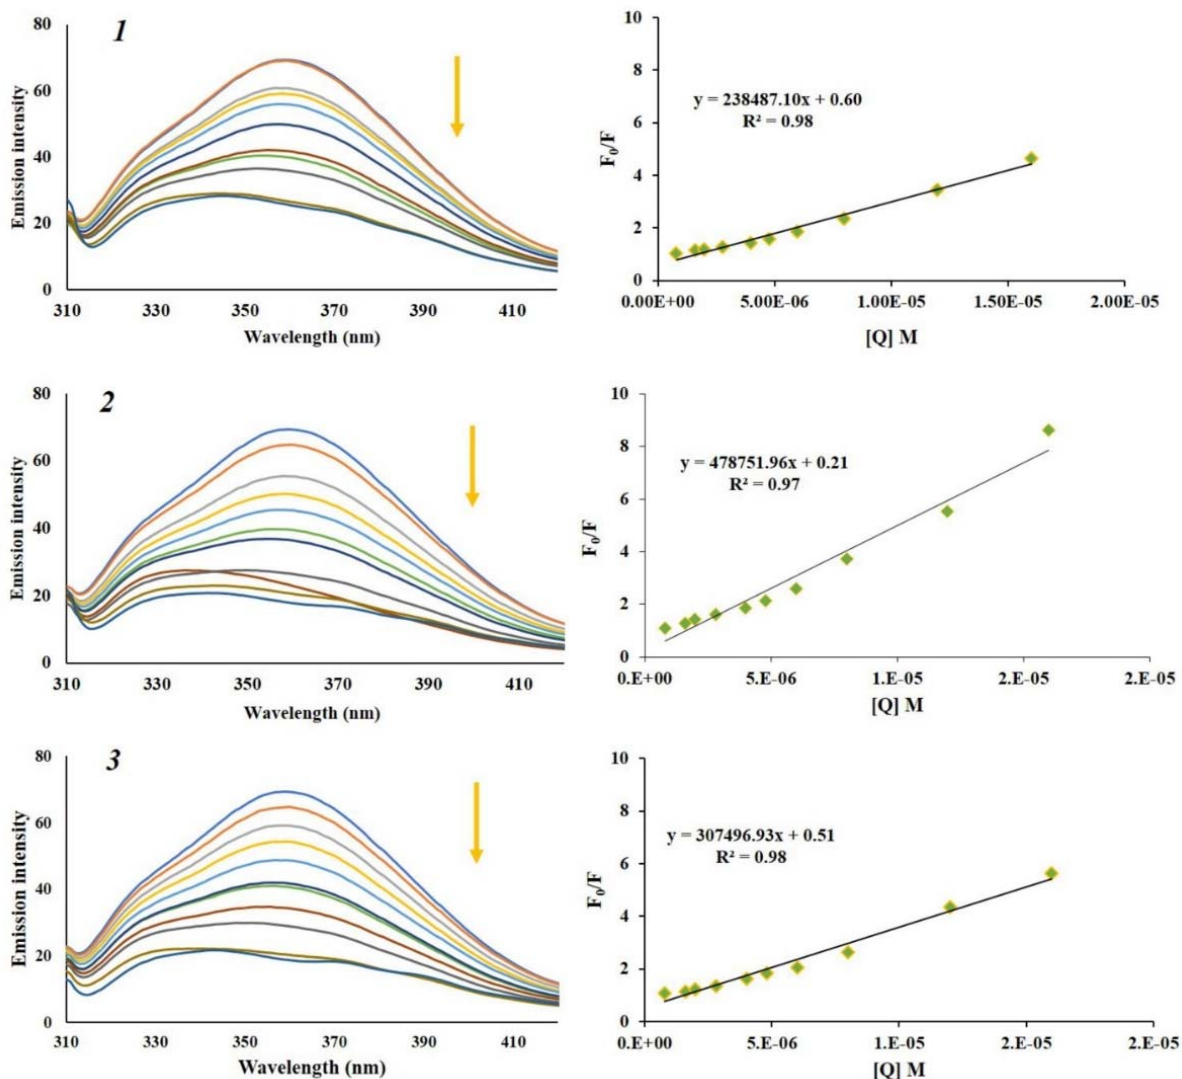 1
80
60
40
20
0
Emission intensity
310 330 350 370 390 410
Wavelength (nm)
10
8
6
4
2
0
F₀/F
y = 238487.10x + 0.60
R² = 0.98
0.00E+00 5.00E-06 1.00E-05 1.50E-05 2.00E-05
[Q] M
2
80
60
40
20
0
Emission intensity
310 330 350 370 390 410
Wavelength (nm)
10
8
6
4
2
0
F₀/F
y = 478751.96x + 0.21
R² = 0.97
0.E+00 5.E-06 1.E-05 2.E-05 2.E-05
[Q] M
3
80
60
40
20
0
Emission intensity
310 330 350 370 390 410
Wavelength (nm)
10
8
6
4
2
0
F₀/F
y = 307496.93x + 0.51
R² = 0.98
0.E+00 5.E-06 1.E-05 2.E-05 2.E-05
[Q] M